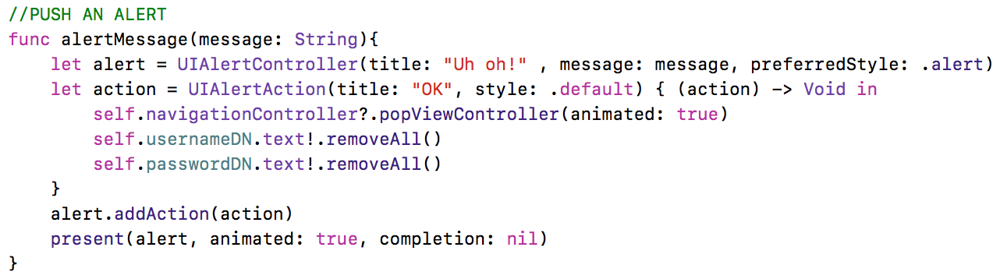 //PUSH AN ALERT
func alertMessage(message: String){
    let alert = UIAlertController(title: "Uh oh!" , message: message, preferredStyle: .alert)
    let action = UIAlertAction(title: "OK", style: .default) { (action) -> Void in
        self.navigationController?.popViewController(animated: true)
        self.usernameDN.text!.removeAll()
        self.passwordDN.text!.removeAll()
    }
    alert.addAction(action)
    present(alert, animated: true, completion: nil)
}